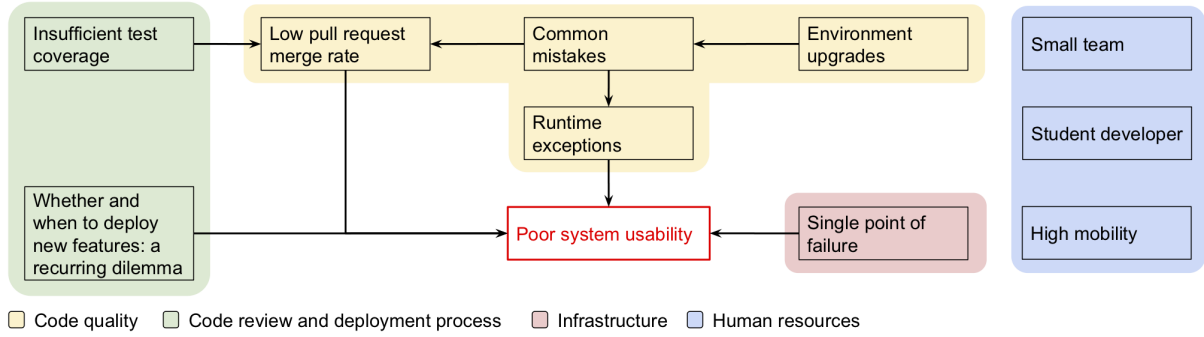 Insufficient test
coverage
Low pull request
merge rate
Common
mistakes
Environment
upgrades
Small team
Runtime
exceptions
Student developer
Whether and
when to deploy
new features: a
recurring dilemma
Poor system usability
Single point of
failure
High mobility
Code quality
Code review and deployment process
Infrastructure
Human resources